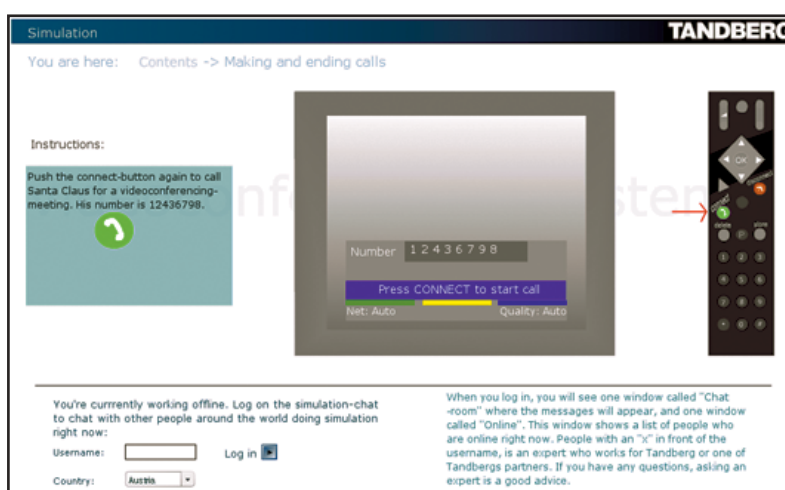 Simulation
TANDBERG
You are here: Contents -> Making and ending calls
Instructions:
Push the connect-button again to call
Santa Claus for a videoconferencing-
meeting. His number is 12436798.
Number 12436798
Press CONNECT to start call
Net: Auto Quality: Auto
OK
connect
disconnect
delete
store
You're currrently working offline. Log on the simulation-chat
to chat with other people around the world doing simulation
right now:
Username: Log in
Country: Austria
When you log in, you will see one window called "Chat
-room" where the messages will appear, and one window
called "Online". This window shows a list of people who
are online right now. People with an "x" in front of the
username, is an expert who works for Tandberg or one of
Tandbergs partners. If you have any questions, asking an
expert is a good advice.